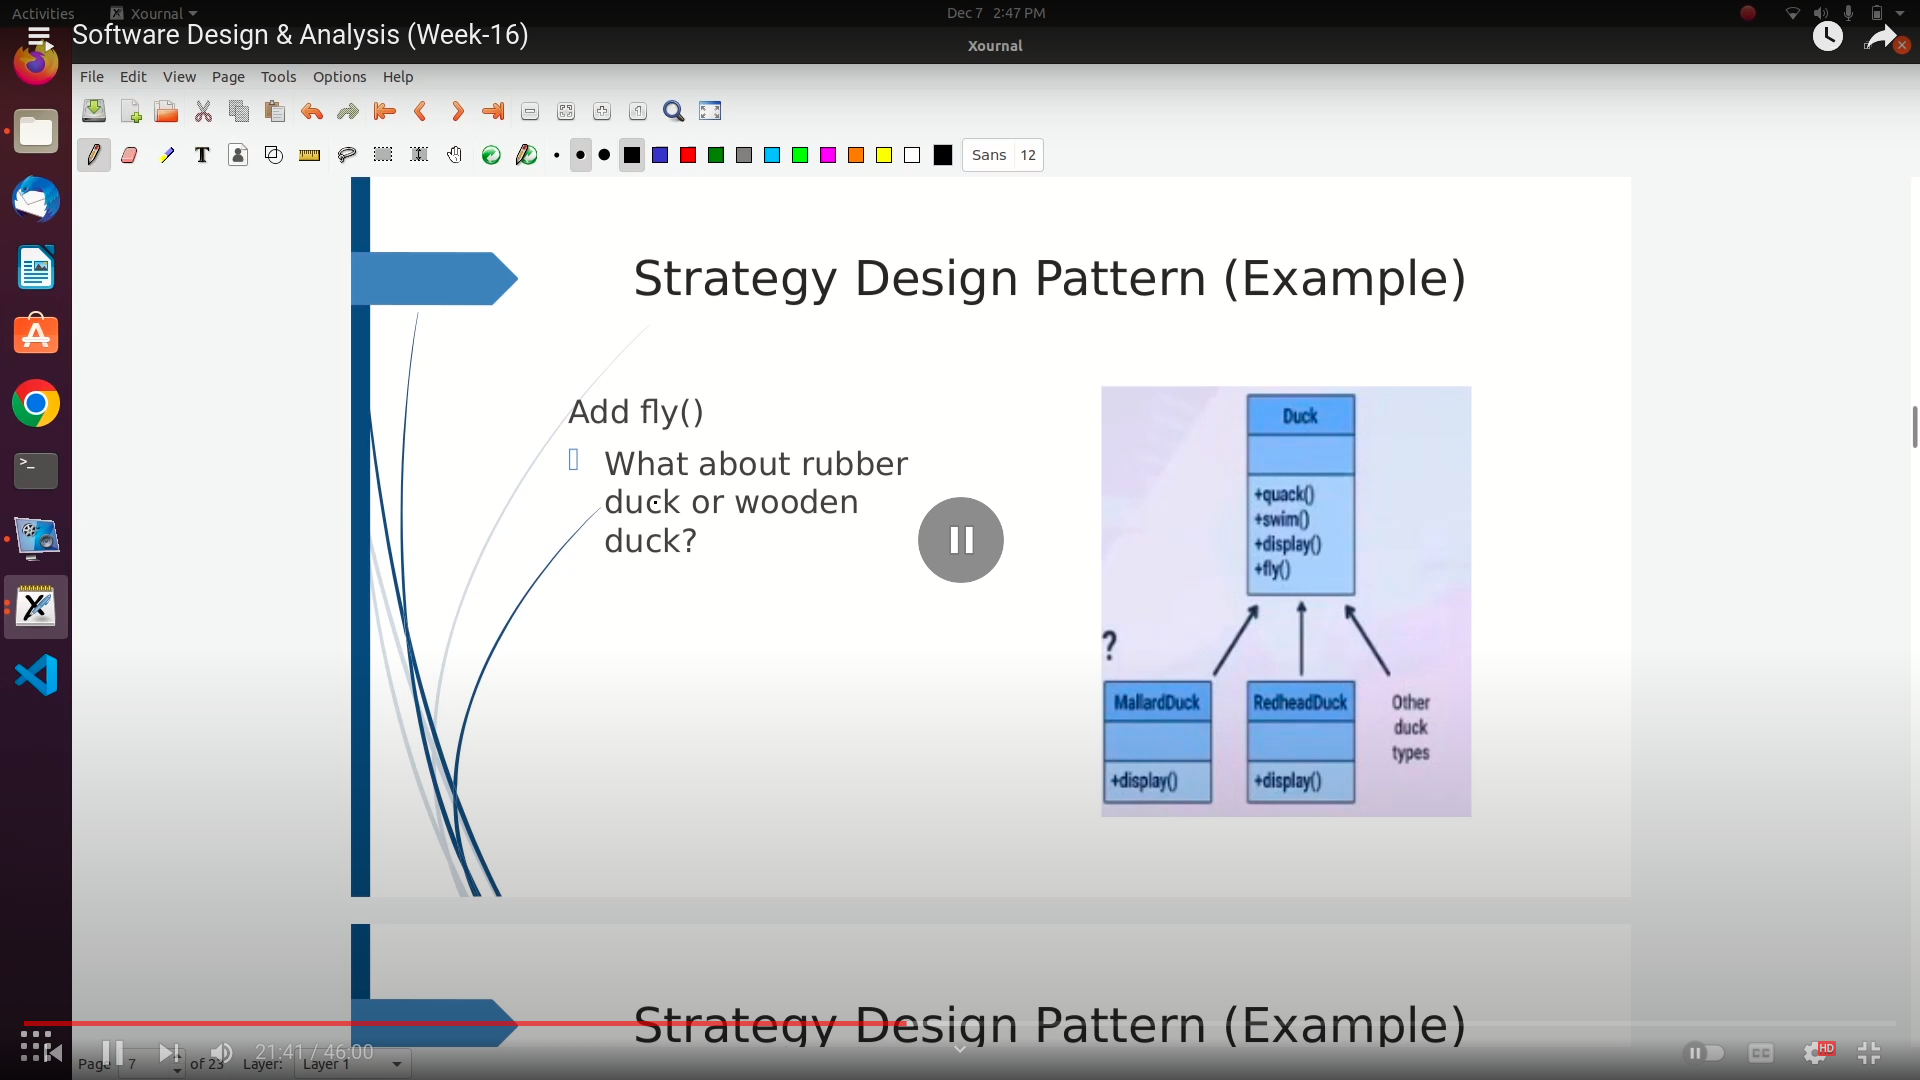 Activities
Xournal
Dec 7 2:47 PM
Software Design & Analysis (Week-16)
Xournal
File Edit View Page Tools Options Help
Sans 12
Strategy Design Pattern (Example)
Add fly()
What about rubber
duck or wooden
duck?
Duck
+quack()
+swim()
+display()
+fly()
?
MallardDuck
RedheadDuck
Other
duck
types
+display()
+display()
Strategy Design Pattern (Example)
21:41 / 46:00
CC
HD
Page 7 of 23 Layer: Layer 1